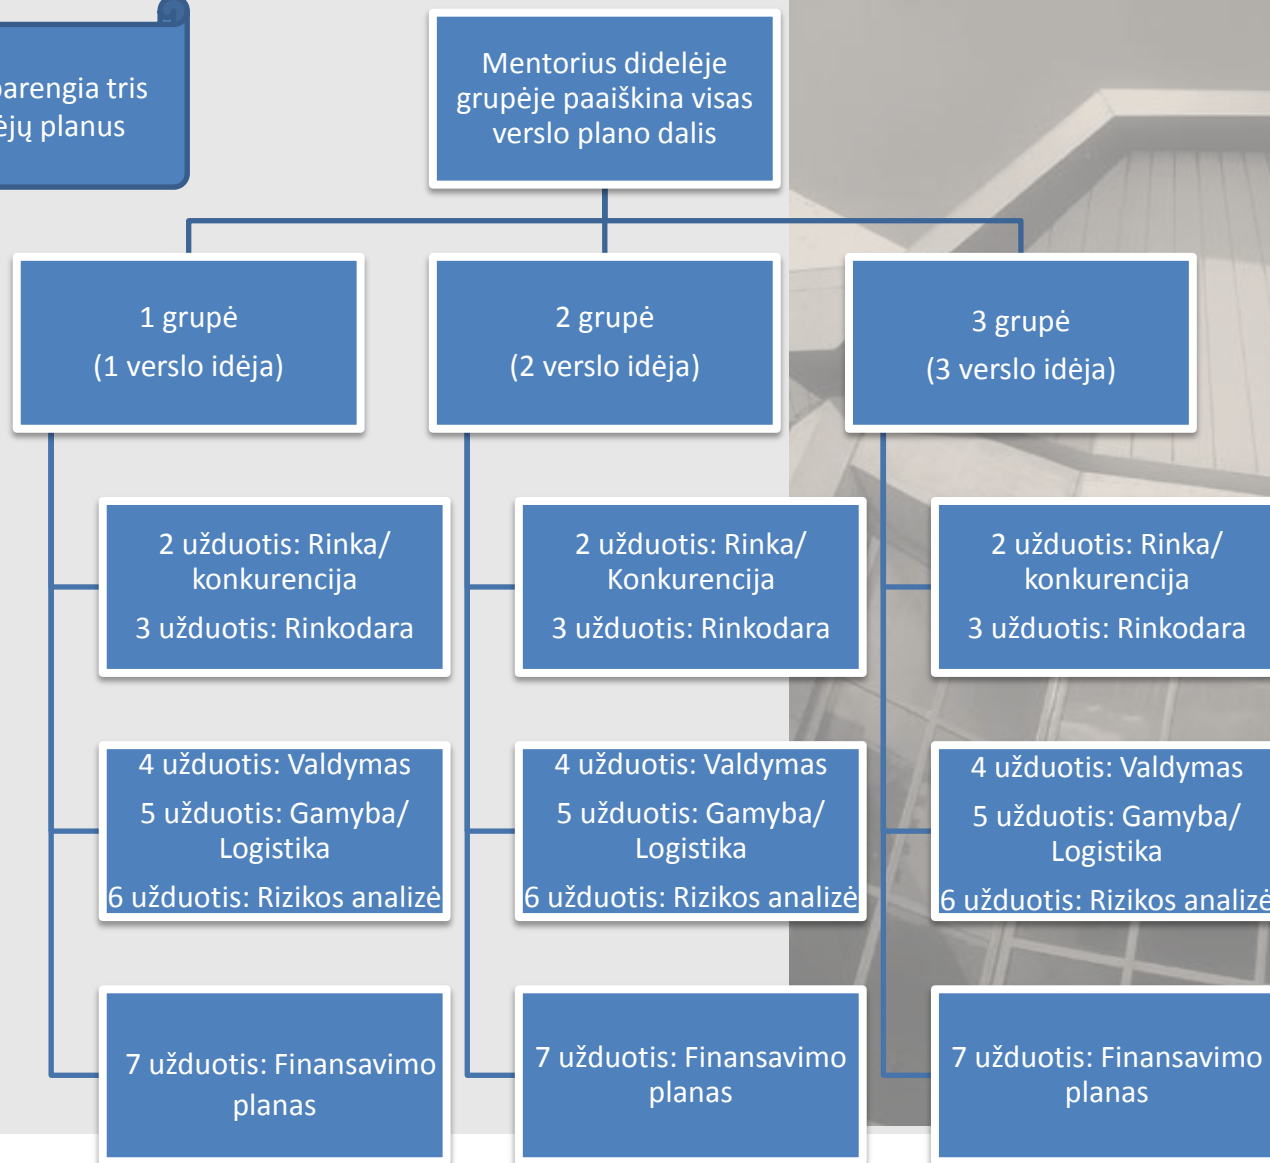 parengia tris
planus
Mentorius didelėje
grupėje paaiškina visas
verslo plano dalis
1 grupė
(1 verslo idėja)
2 grupė
(2 verslo idėja)
3 grupė
(3 verslo idėja)
2 užduotis: Rinka/
konkurencija
3 užduotis: Rinkodara
2 užduotis: Rinka/
Konkurencija
3 užduotis: Rinkodara
2 užduotis: Rinka/
konkurencija
3 užduotis: Rinkodara
4 užduotis: Valdymas
5 užduotis: Gamyba/
Logistika
6 užduotis: Rizikos analizė
4 užduotis: Valdymas
5 užduotis: Gamyba/
Logistika
6 užduotis: Rizikos analizė
4 užduotis: Valdymas
5 užduotis: Gamyba/
Logistika
6 užduotis: Rizikos analizė
7 užduotis: Finansavimo
planas
7 užduotis: Finansavimo
planas
7 užduotis: Finansavimo
planas